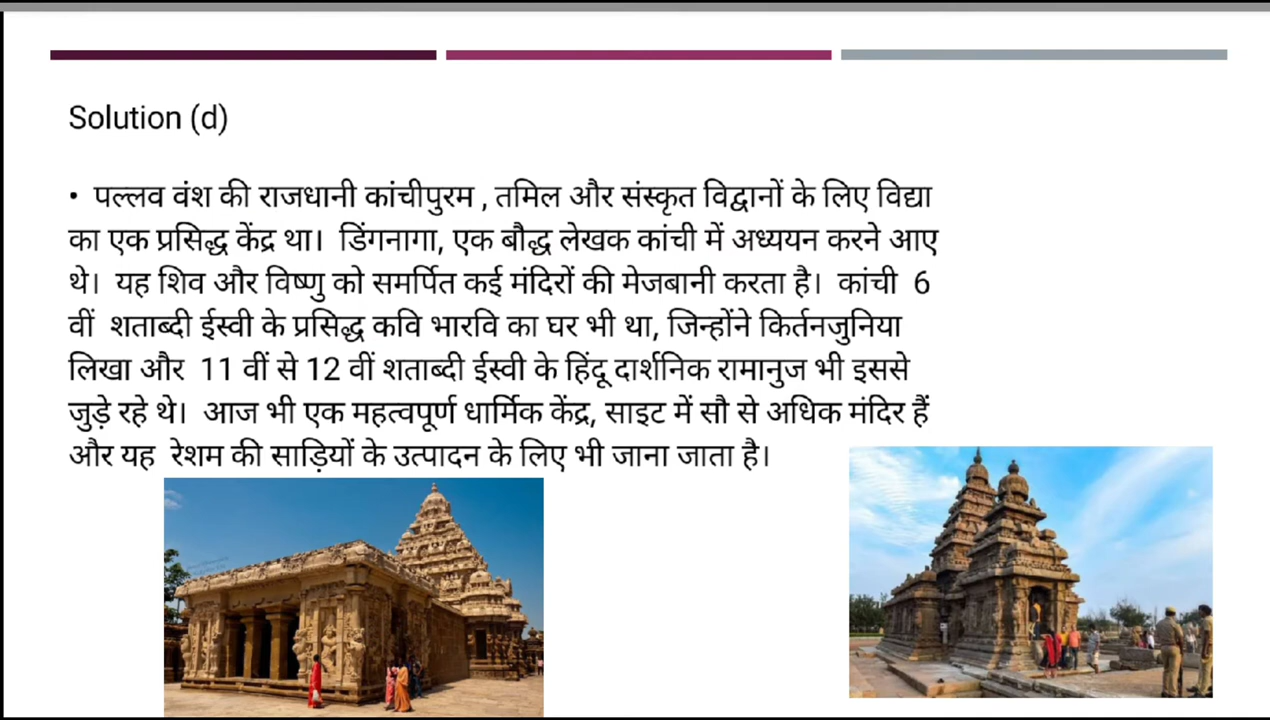 Solution (d)
• पल्लव वंश की राजधानी कांचीपुरम , तमिल और संस्कृत विद्वानों के लिए विद्या
का एक प्रसिद्ध केंद्र था। डिंगनागा, एक बौद्ध लेखक कांची में अध्ययन करने आए
थे। यह शिव और विष्णु को समर्पित कई मंदिरों की मेजबानी करता है। कांची 6
वीं शताब्दी ईस्वी के प्रसिद्ध कवि भारवि का घर भी था, जिन्होंने किर्तनजुनिया
लिखा और 11 वीं से 12 वीं शताब्दी ईस्वी के हिंदू दार्शनिक रामानुज भी इससे
जुड़े रहे थे। आज भी एक महत्वपूर्ण धार्मिक केंद्र, साइट में सौ से अधिक मंदिर हैं
और यह रेशम की साड़ियों के उत्पादन के लिए भी जाना जाता है।